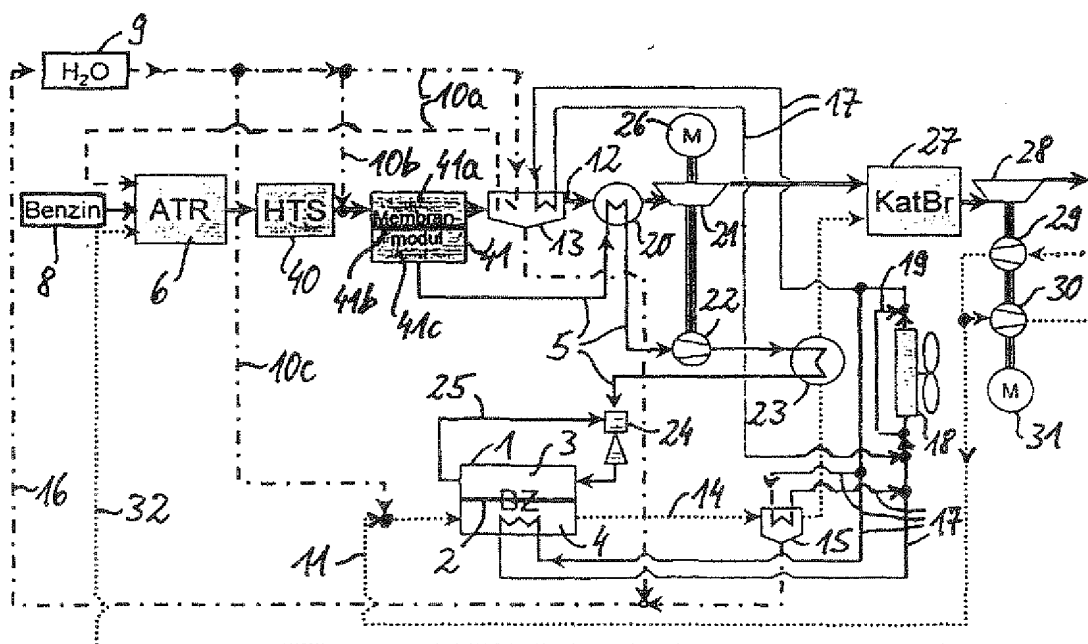 9
H₂O
10a
17
26
M
27
28
10b
41a
12
KatBr
Benzin
ATR
HTS
Membran-
modul
41
13
20
21
29
8
6
40
41b
41c
19
30
22
5
10c
23
M
25
24
18
31
1
3
16
32
BZ
14
17
2
4
15
11
17